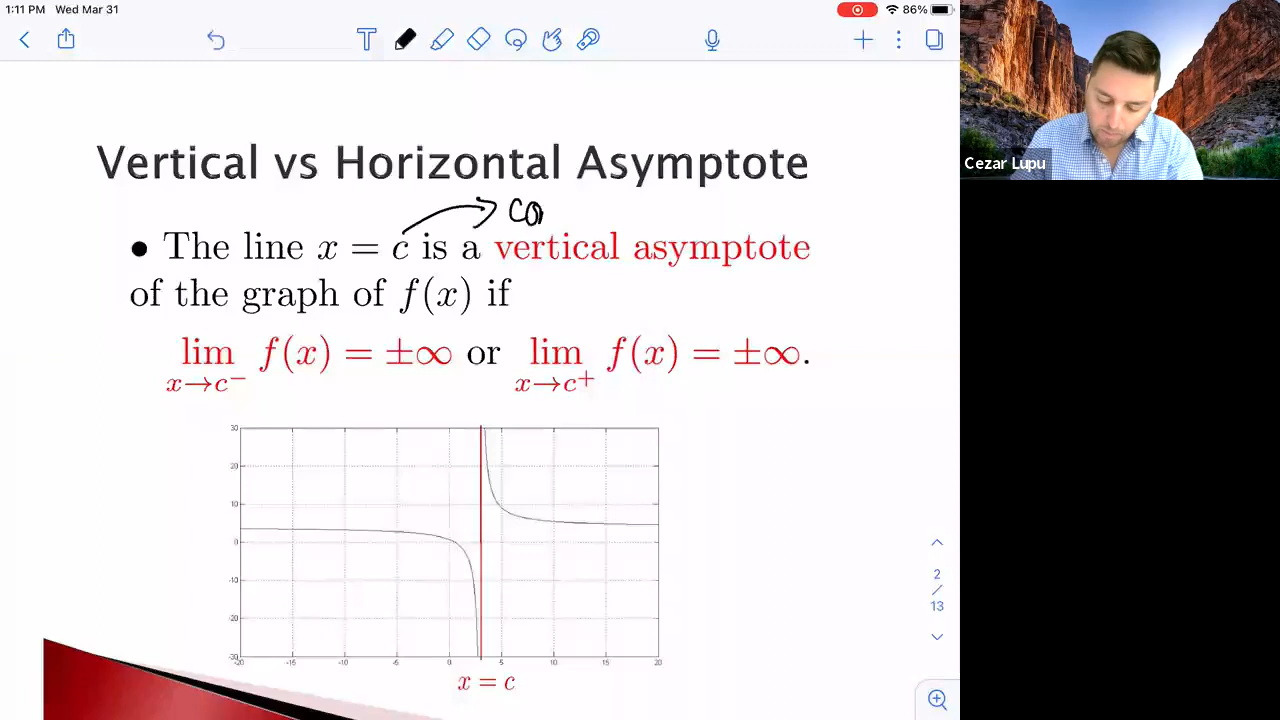 1:11 PM Wed Mar 31
86%
Cezar Lupu
Vertical vs Horizontal Asymptote
co
• The line x = c is a vertical asymptote
of the graph of f(x) if
lim x→c⁻ f(x) = ±∞ or lim x→c⁺ f(x) = ±∞.
30
20
10
0
-10
-20
-30
-20 -15 -10 -5 0 5 10 15 20
x = c
2
/
13